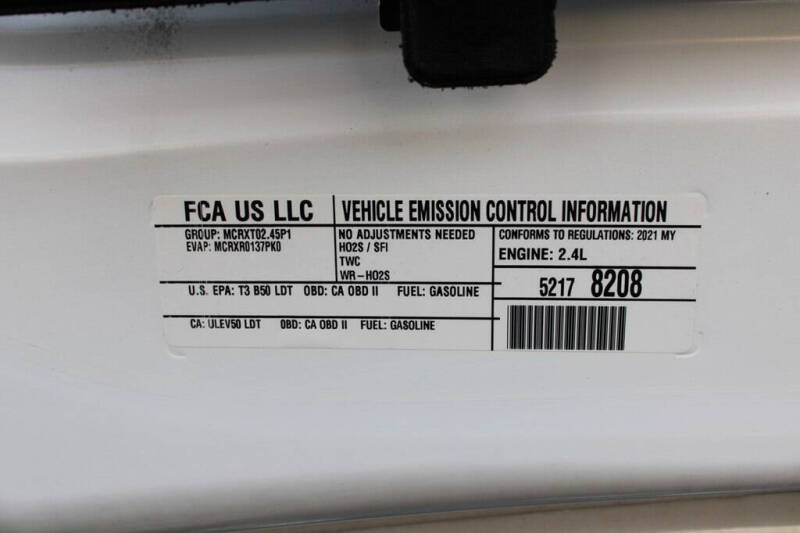 FCA US LLC
VEHICLE EMISSION CONTROL INFORMATION
GROUP: MCRXT02.45P1
EVAP: MCRXR0137PK0
NO ADJUSTMENTS NEEDED
HO2S / SFI
TWC
WR-HO2S
CONFORMS TO REGULATIONS: 2021 MY
ENGINE: 2.4L
U.S. EPA: T3 B50 LDT OBD: CA OBD II FUEL: GASOLINE
5217 8208
CA: ULEV50 LDT OBD: CA OBD II FUEL: GASOLINE